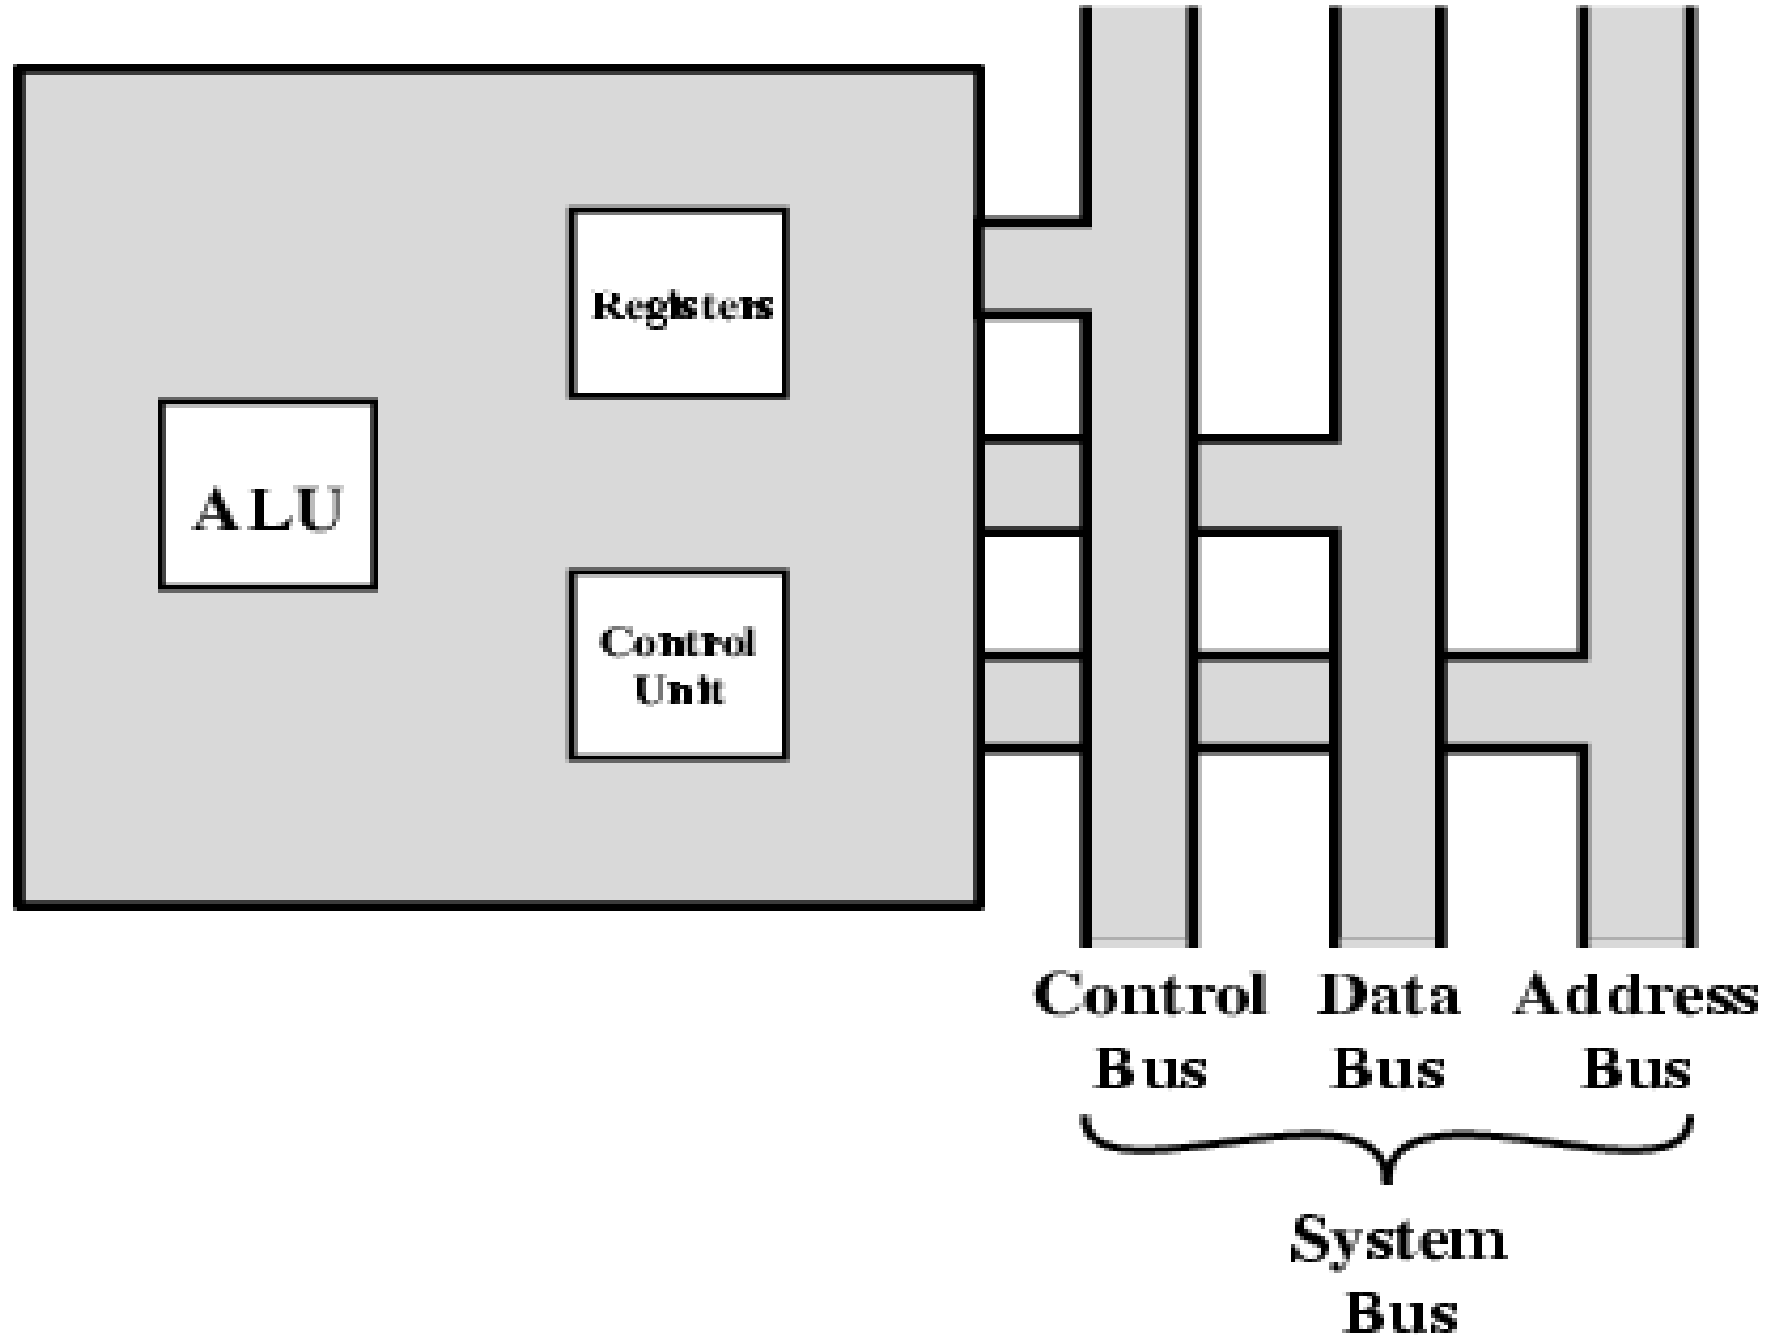 Registers
ALU
Control
Unit
Control Data Address
Bus Bus Bus
System
Bus